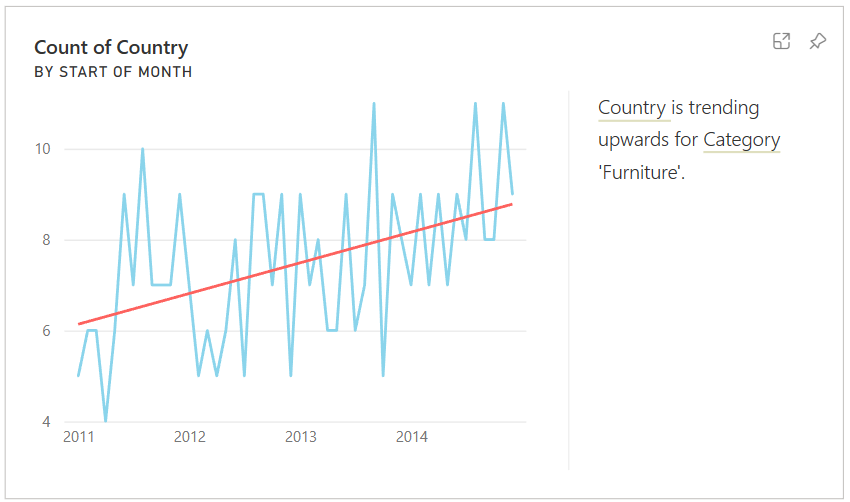 Count of Country
BY START OF MONTH
10
8
6
4
2011 2012 2013 2014
Country is trending
upwards for Category
'Furniture'.